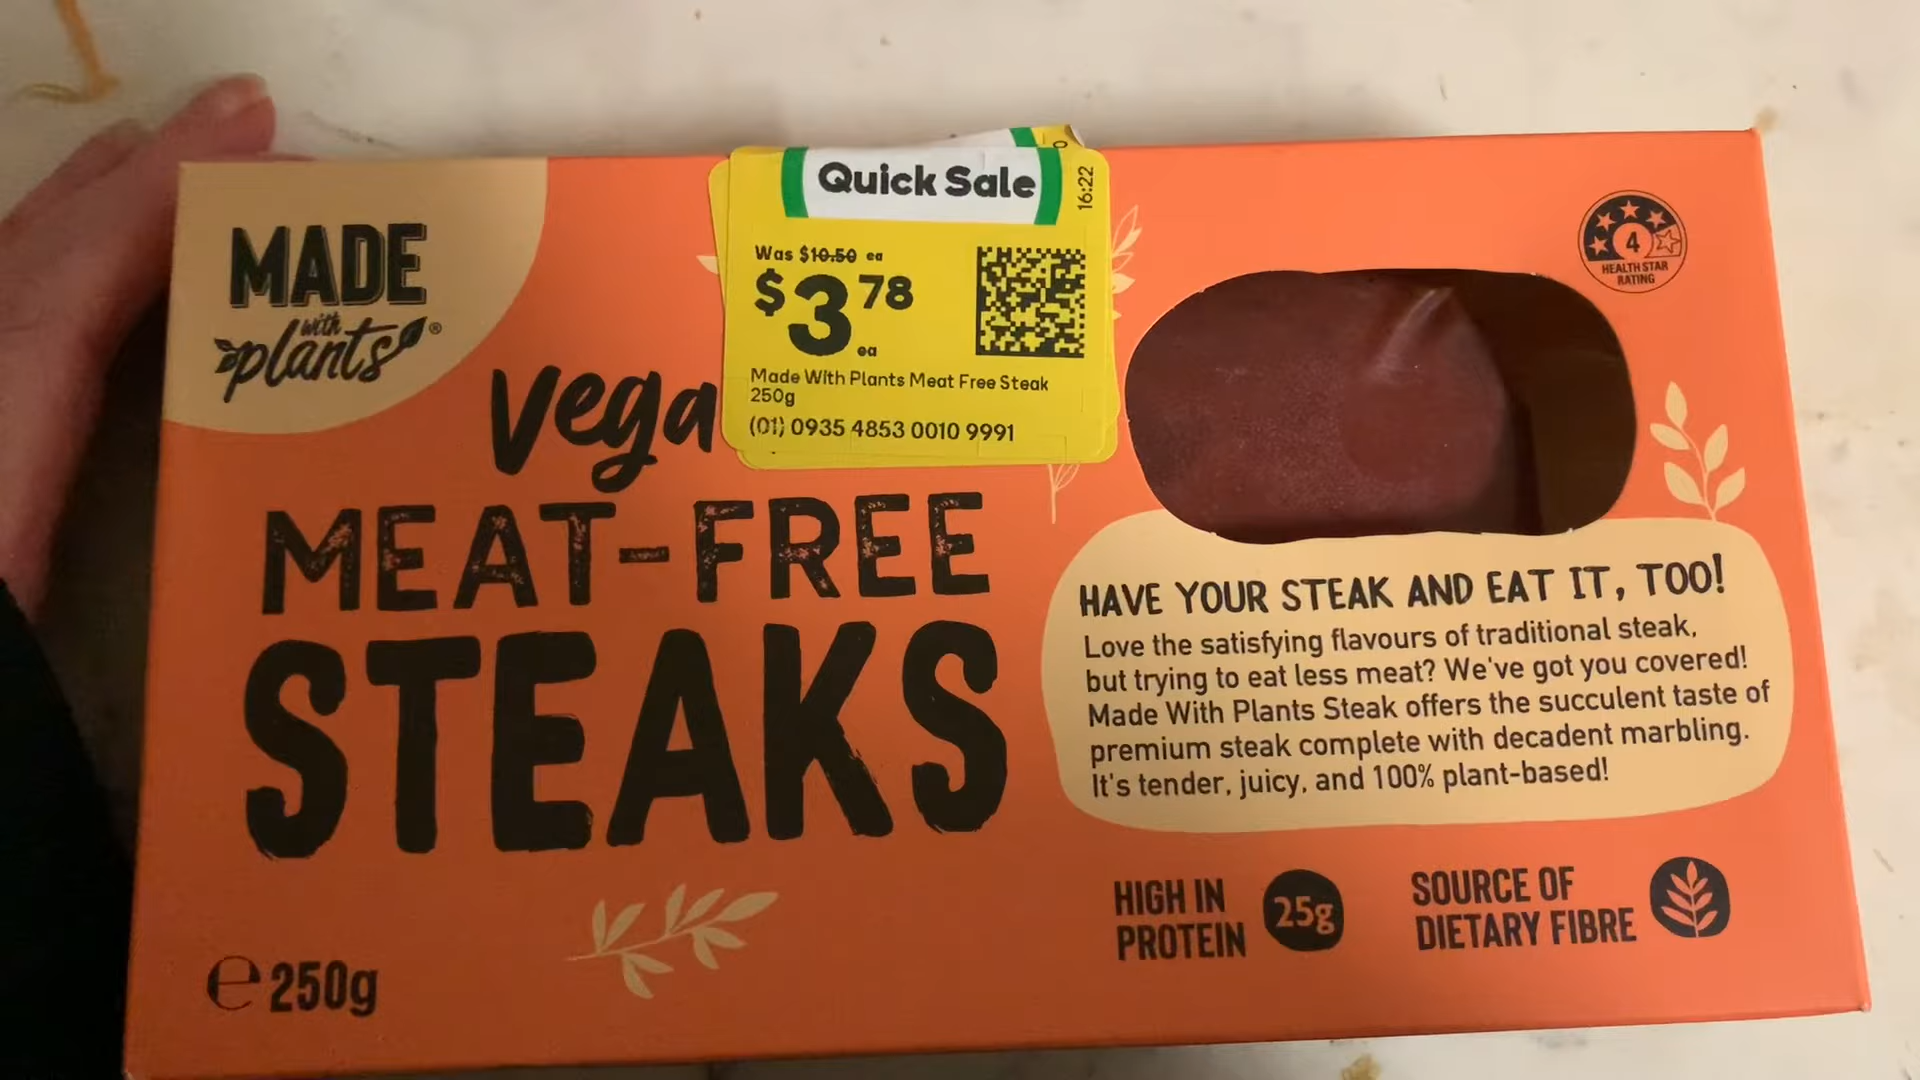 MADE
with
plants®
Vega
MEAT-FREE
STEAKS
e 250g
Quick Sale
16:22
Was $10.50 ea
$3 78
ea
Made With Plants Meat Free Steak
250g
(01) 0935 4853 0010 9991
4
HEALTH STAR
RATING
HAVE YOUR STEAK AND EAT IT, TOO!
Love the satisfying flavours of traditional steak,
but trying to eat less meat? We've got you covered!
Made With Plants Steak offers the succulent taste of
premium steak complete with decadent marbling.
It's tender, juicy, and 100% plant-based!
HIGH IN
PROTEIN
25g
SOURCE OF
DIETARY FIBRE